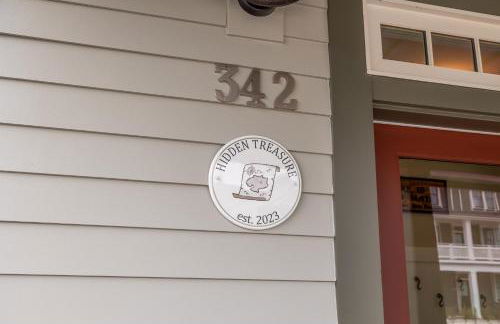 342
HIDDEN TREASURE
est. 2023